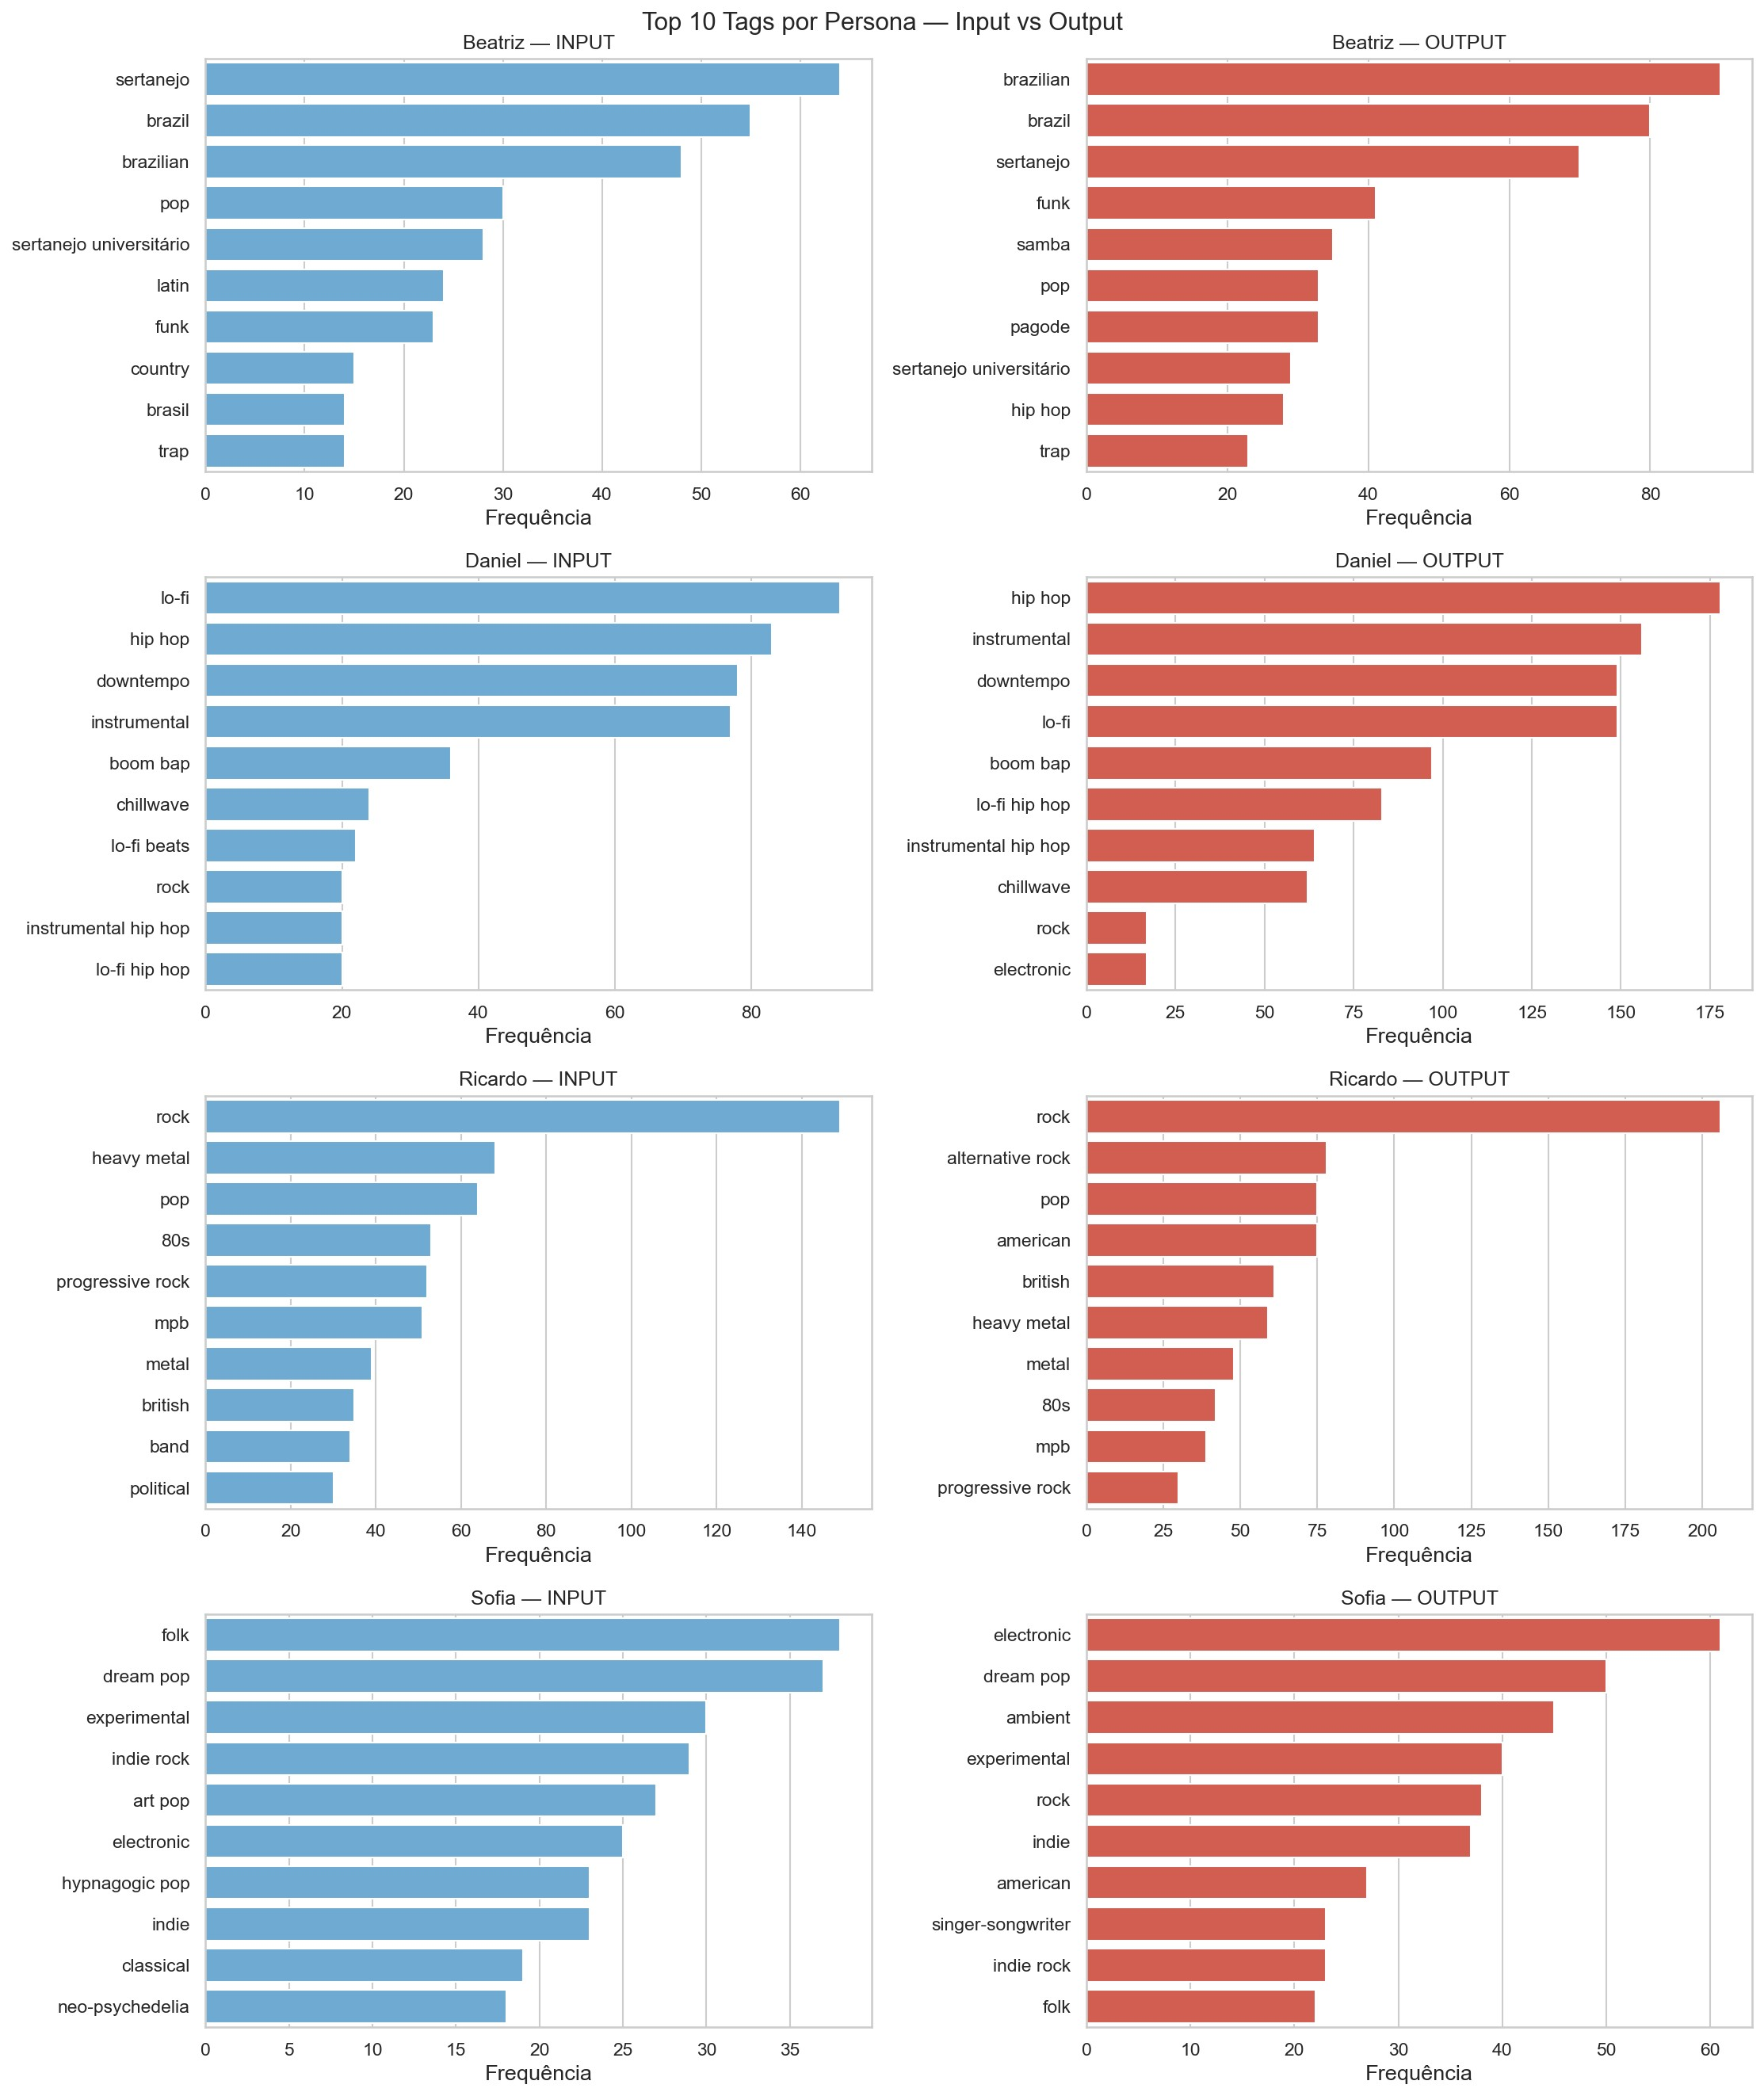 Top 10 Tags por Persona — Input vs Output
Beatriz — INPUT
sertanejo
brazil
brazilian
pop
sertanejo universitário
latin
funk
country
brasil
trap
0 10 20 30 40 50 60
Frequência
Beatriz — OUTPUT
brazilian
brazil
sertanejo
funk
samba
pop
pagode
sertanejo universitário
hip hop
trap
0 20 40 60 80
Frequência
Daniel — INPUT
lo-fi
hip hop
downtempo
instrumental
boom bap
chillwave
lo-fi beats
rock
instrumental hip hop
lo-fi hip hop
0 20 40 60 80
Frequência
Daniel — OUTPUT
hip hop
instrumental
downtempo
lo-fi
boom bap
lo-fi hip hop
instrumental hip hop
chillwave
rock
electronic
0 25 50 75 100 125 150 175
Frequência
Ricardo — INPUT
rock
heavy metal
pop
80s
progressive rock
mpb
metal
british
band
political
0 20 40 60 80 100 120 140
Frequência
Ricardo — OUTPUT
rock
alternative rock
pop
american
british
heavy metal
metal
80s
mpb
progressive rock
0 25 50 75 100 125 150 175 200
Frequência
Sofia — INPUT
folk
dream pop
experimental
indie rock
art pop
electronic
hypnagogic pop
indie
classical
neo-psychedelia
0 5 10 15 20 25 30 35
Frequência
Sofia — OUTPUT
electronic
dream pop
ambient
experimental
rock
indie
american
singer-songwriter
indie rock
folk
0 10 20 30 40 50 60
Frequência